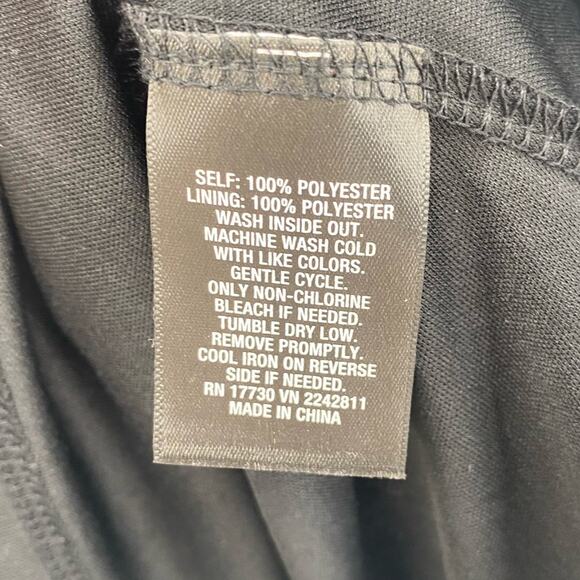 SELF: 100% POLYESTER
LINING: 100% POLYESTER
WASH INSIDE OUT.
MACHINE WASH COLD
WITH LIKE COLORS.
GENTLE CYCLE.
ONLY NON-CHLORINE
BLEACH IF NEEDED.
TUMBLE DRY LOW.
REMOVE PROMPTLY.
COOL IRON ON REVERSE
SIDE IF NEEDED.
RN 17730 VN 2242811
MADE IN CHINA